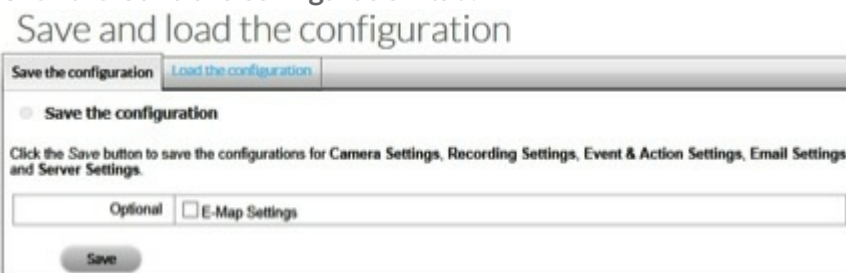 Save and load the configuration
Save the configuration Load the configuration
Save the configuration
Click the Save button to save the configurations for Camera Settings, Recording Settings, Event & Action Settings, Email Settings
and Server Settings.
Optional E-Map Settings
Save